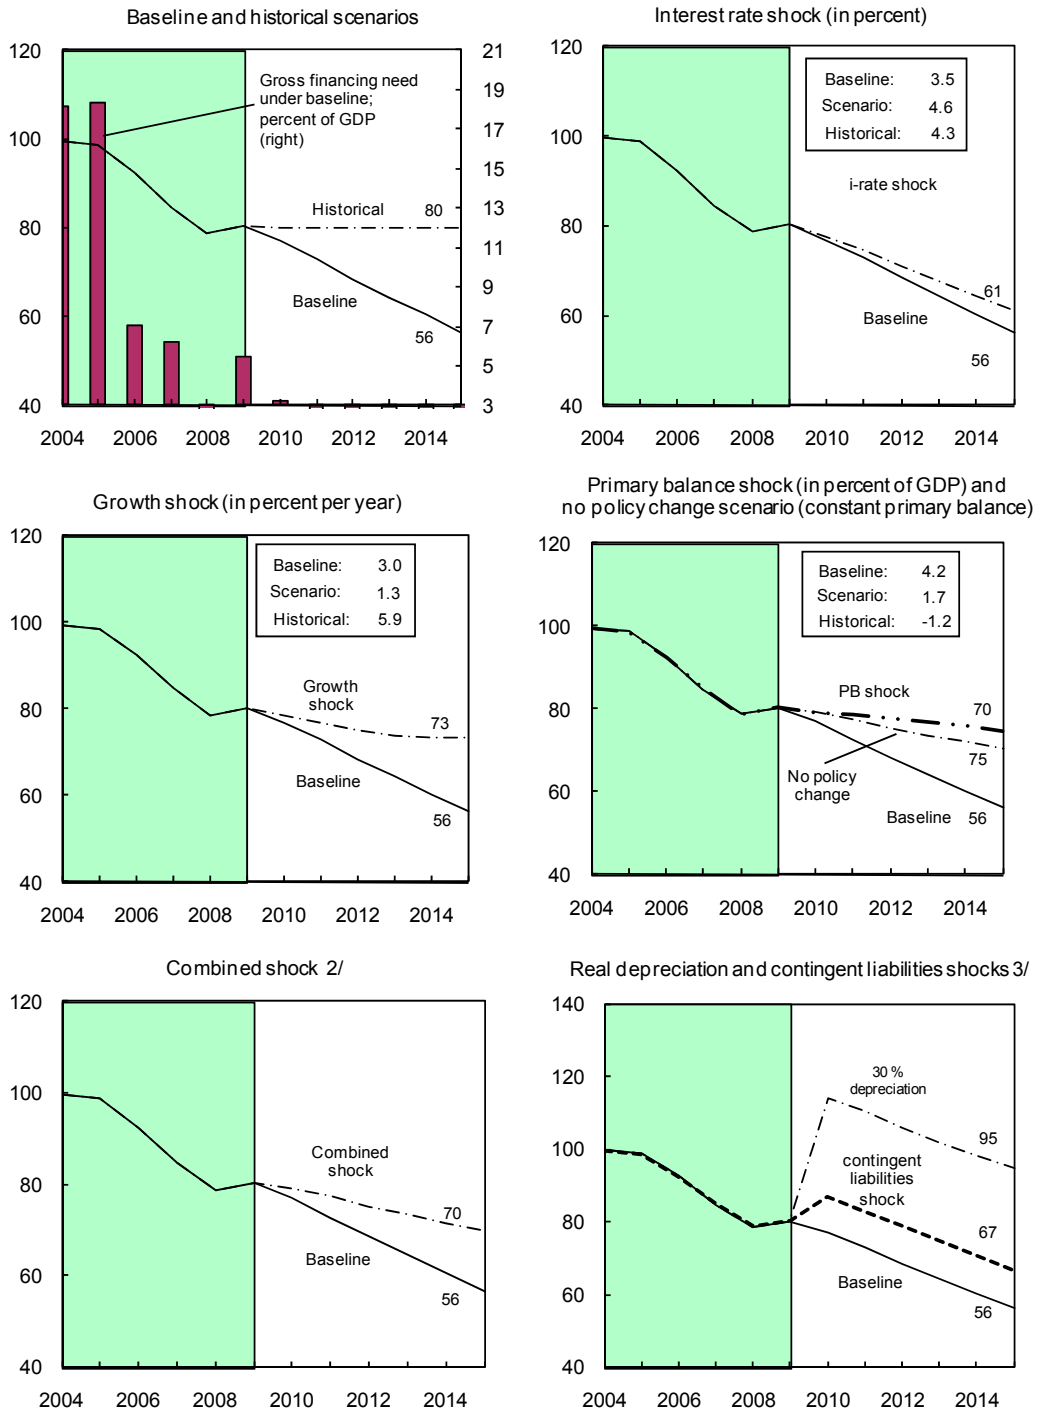 Baseline and historical scenarios
120
100
80
60
40
21
19
17
15
13
11
9
7
5
3
Gross financing need
under baseline;
percent of GDP
(right)
Historical
80
Baseline
56
2004 2006 2008 2010 2012 2014
Interest rate shock (in percent)
120
100
80
60
40
Baseline: 3.5
Scenario: 4.6
Historical: 4.3
i-rate shock
61
Baseline
56
2004 2006 2008 2010 2012 2014
Growth shock (in percent per year)
120
100
80
60
40
Baseline: 3.0
Scenario: 1.3
Historical: 5.9
Growth
shock
73
Baseline
56
2004 2006 2008 2010 2012 2014
Primary balance shock (in percent of GDP) and
no policy change scenario (constant primary balance)
120
100
80
60
40
Baseline: 4.2
Scenario: 1.7
Historical: -1.2
PB shock
70
75
No policy
change
Baseline 56
2004 2006 2008 2010 2012 2014
Combined shock 2/
120
100
80
60
40
Combined
shock
70
Baseline
56
2004 2006 2008 2010 2012 2014
Real depreciation and contingent liabilities shocks 3/
140
120
100
80
60
40
30 %
depreciation
95
contingent
liabilities
shock
67
Baseline
56
2004 2006 2008 2010 2012 2014